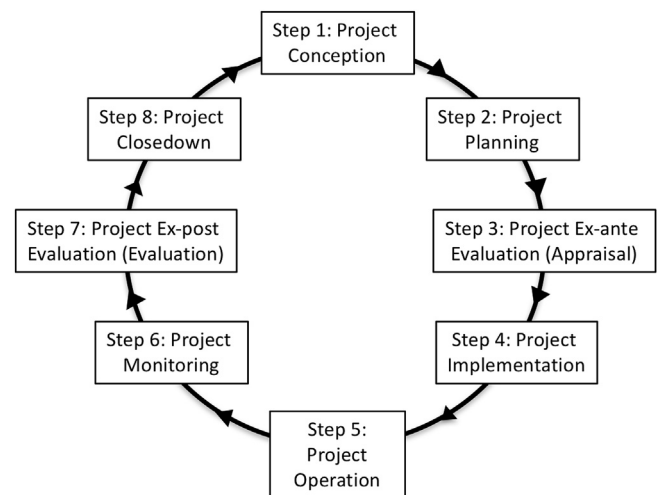 Step 1: Project
Conception
Step 2: Project
Planning
Step 3: Project Ex-ante
Evaluation (Appraisal)
Step 4: Project
Implementation
Step 5:
Project
Operation
Step 6: Project
Monitoring
Step 7: Project Ex-post
Evaluation (Evaluation)
Step 8: Project
Closedown